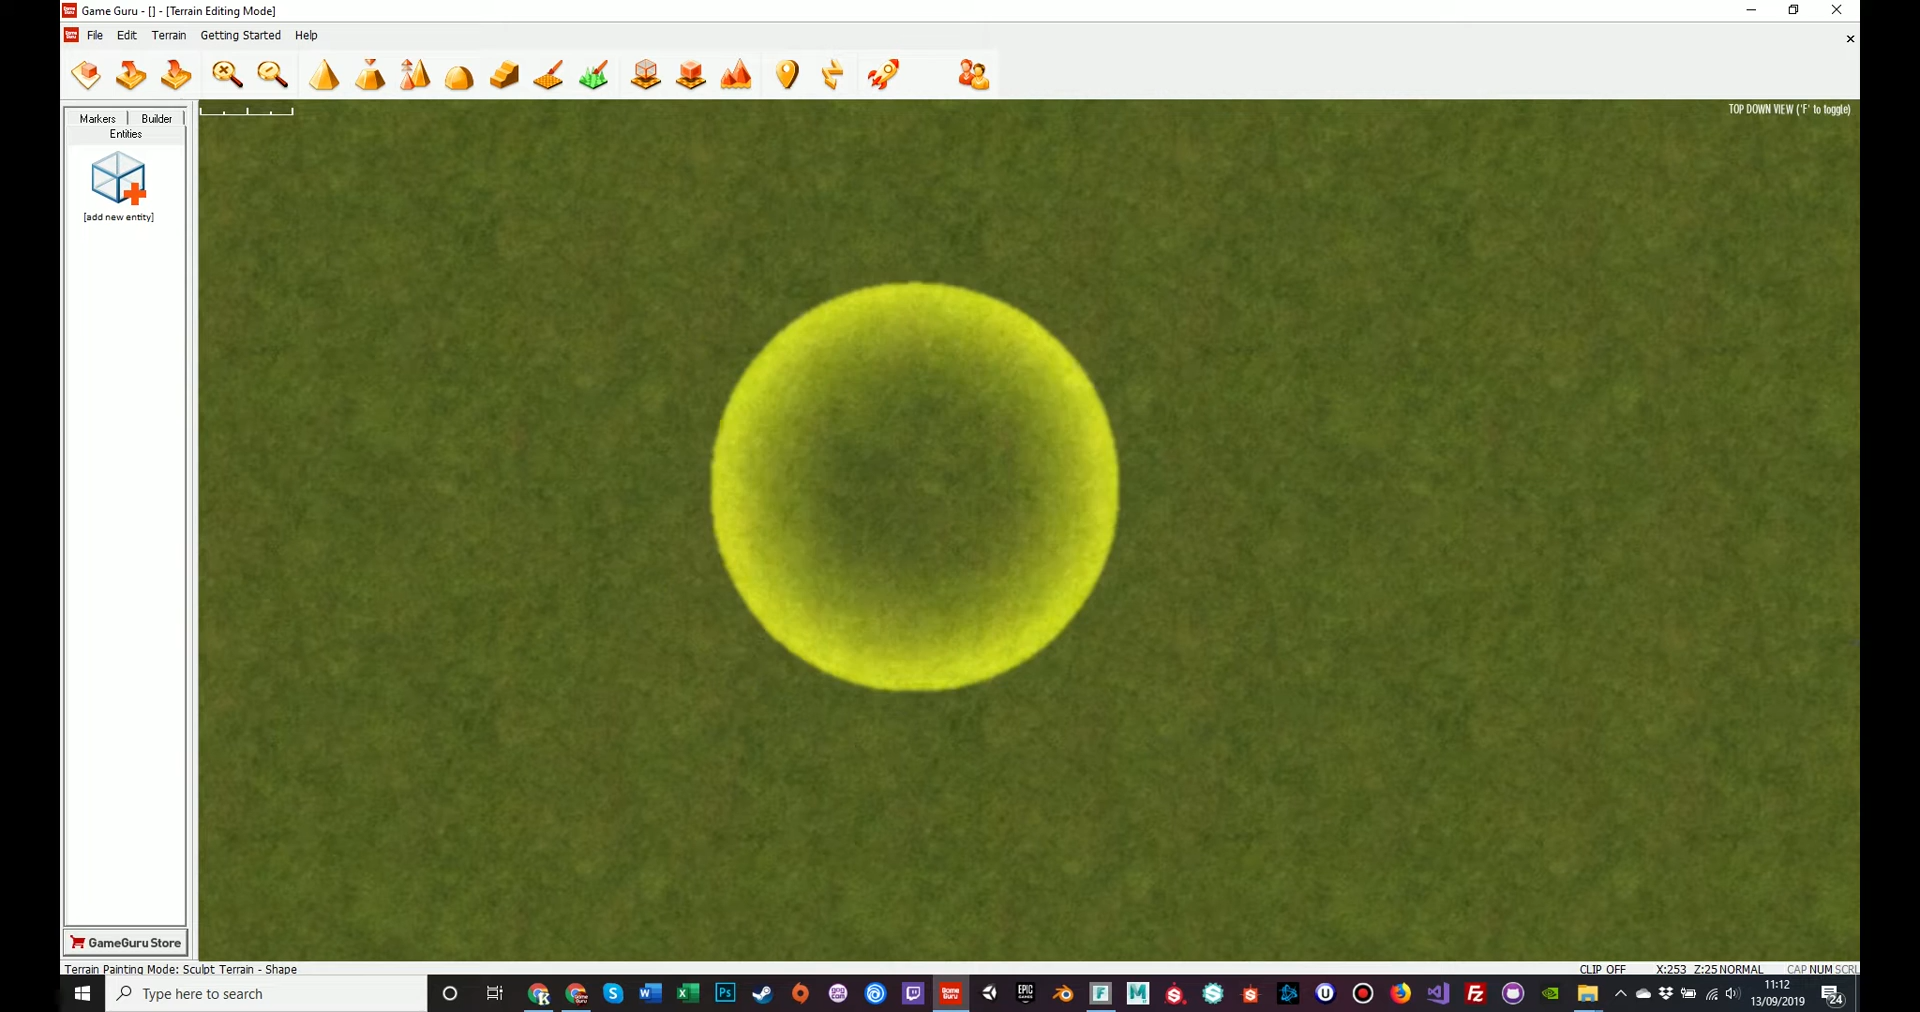 Game Guru - [] - [Terrain Editing Mode]
File Edit Terrain Getting Started Help
TOP DOWN VIEW ('F' to toggle)
Markers Builder
Entities
[add new entity]
GameGuru Store
Terrain Painting Mode: Sculpt Terrain - Shape
CLIP OFF X:253 Z:25 NORMAL CAP NUM SCRL
Type here to search
11:12
13/09/2019
24